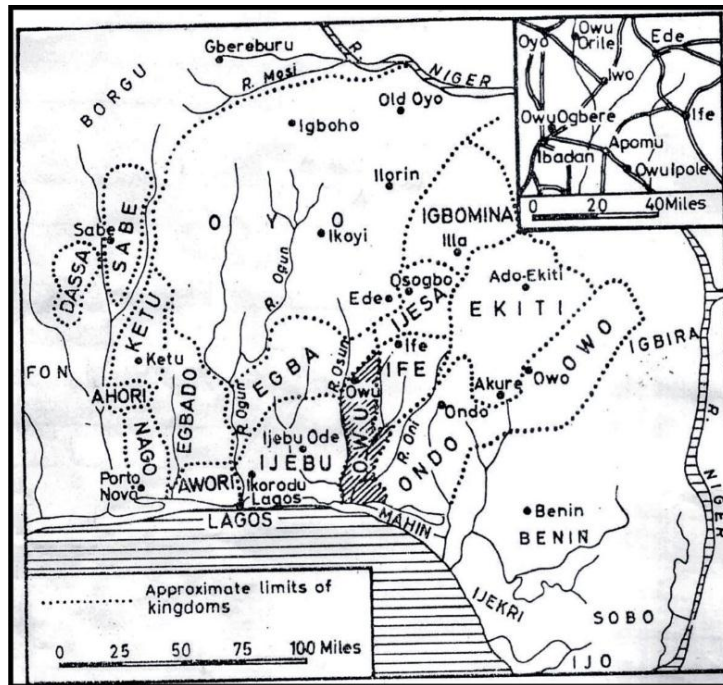 Gbereburu
R. Mosi
R. NIGER
BORGU
Old Oyo
Igboho
Ilorin
OYO
IGBOMINA
Sabe
SABE
DASSA
Ikoyi
Illa
R. Ogun
Ede
Osogbo
IJESA
Ado-Ekiti
EKITI
KETU
Ketu
FON
AHORI
EGBADO
R. Ogun
EGBA
R. Osum
Owu
OWU
Ife
IFE
Akure
Owo
OWO
IGBIRA
Ondo
ONDO
R. Oni
NAGO
Ijebu Ode
IJEBU
Porto
Novo
AWORI
Ikorodu
Lagos
LAGOS
MAHIN
Benin
BENIN
R. NIGER
IJEKRI
SOBO
IJO
Approximate limits of
kingdoms
0 25 50 100 Miles
Oyo
Owu
Orile
Ede
Iwo
Owu
Ogbere
Ife
Ibadan
Apomu
Owu Ipole
0 20 40 Miles